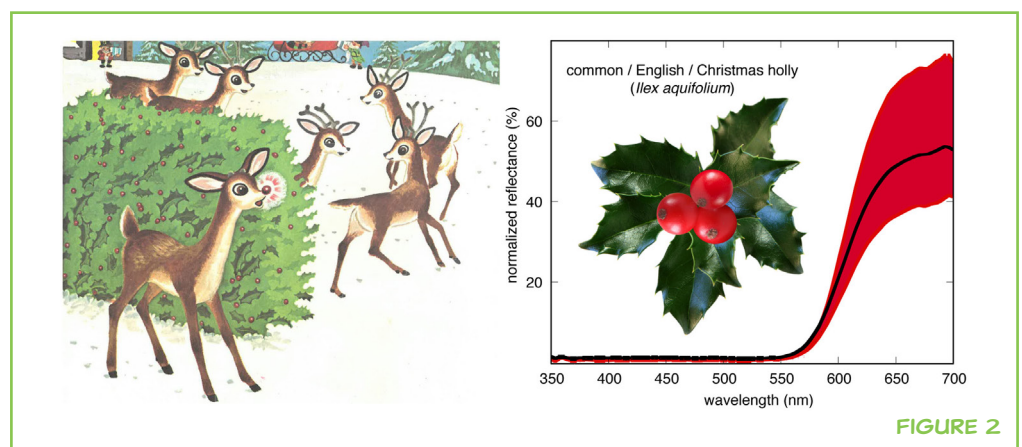 common / English / Christmas holly
(Ilex aquifolium)
normalized reflectance (%)
60
40
20
350 400 450 500 550 600 650 700
wavelength (nm)
FIGURE 2